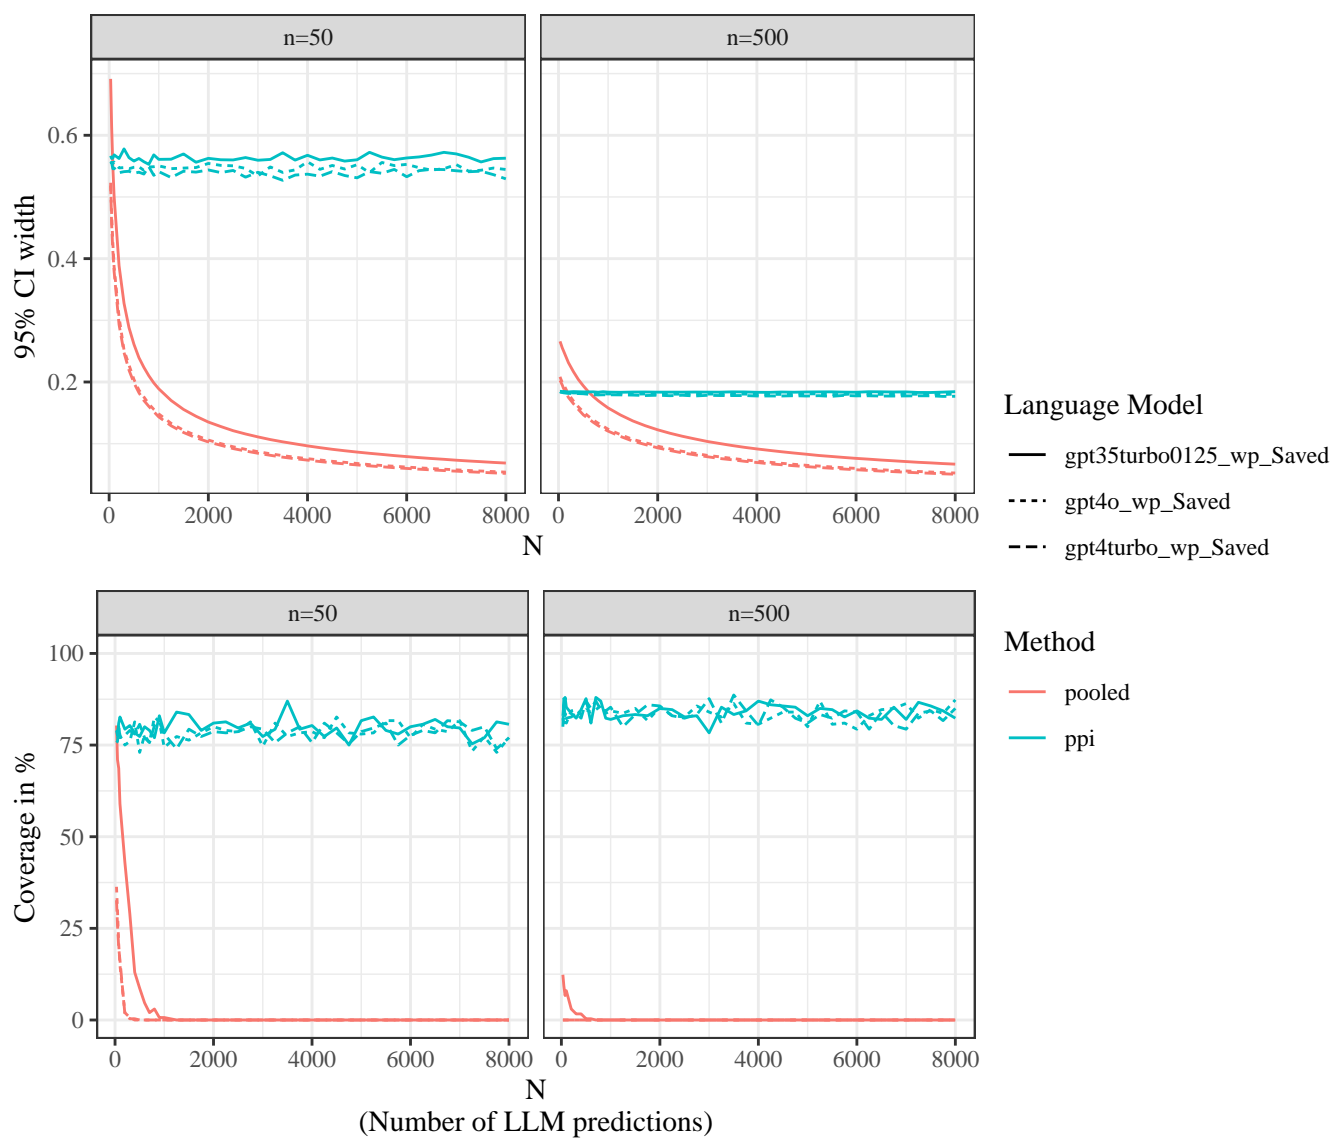 n=50
n=500
0.6
0.4
0.2
95% CI width
0 2000 4000 6000 8000
0 2000 4000 6000 8000
N
Language Model
gpt35turbo0125_wp_Saved
gpt4o_wp_Saved
gpt4turbo_wp_Saved
Method
pooled
ppi
n=50
n=500
100
75
50
25
0
Coverage in %
0 2000 4000 6000 8000
0 2000 4000 6000 8000
N
(Number of LLM predictions)